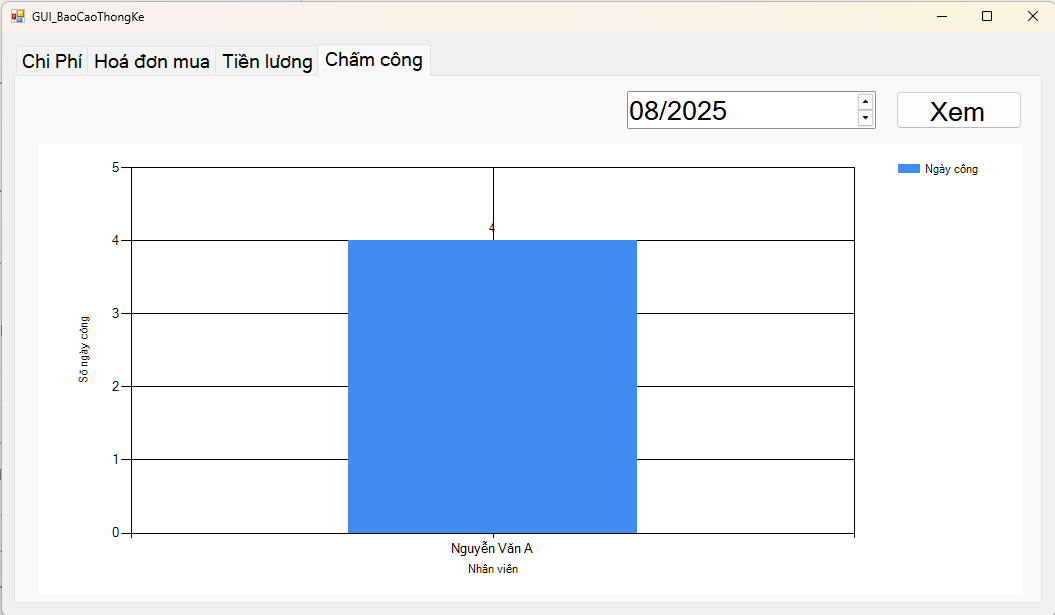 GUI_BaoCaoThongKe
Chi Phí Hoá đơn mua Tiền lương Chấm công
08/2025 Xem
Ngày công
5
4
4
3
2
1
0
Số ngày công
Nguyễn Văn A
Nhân viên